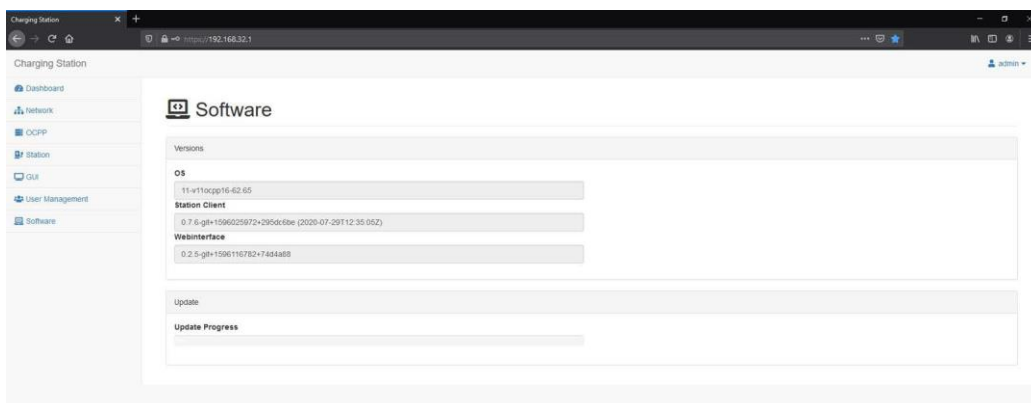 Charging Station
https://192.168.32.1
Charging Station
admin
Dashboard
Network
OCPP
Station
GUI
User Management
Software
Software
Versions
OS
11-v11ocpp16-62.65
Station Client
0.7.6-git+1596025972+295dc6be (2020-07-29T12:35:05Z)
Webinterface
0.2.5-git+1596116782+74d4a88
Update
Update Progress